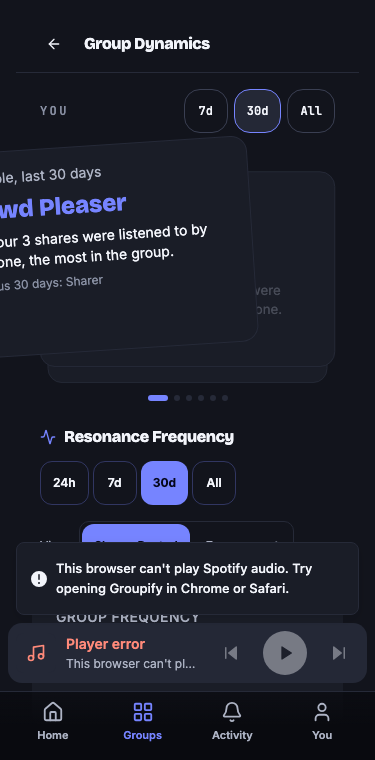 Group Dynamics
YOU
7d
30d
All
ole, last 30 days
wd Pleaser
our 3 shares were listened to by
one, the most in the group.
us 30 days: Sharer
were
one.
Resonance Frequency
24h
7d
30d
All
This browser can't play Spotify audio. Try
opening Groupify in Chrome or Safari.
GROUP FREQUENCY
Player error
This browser can't pl...
Home
Groups
Activity
You